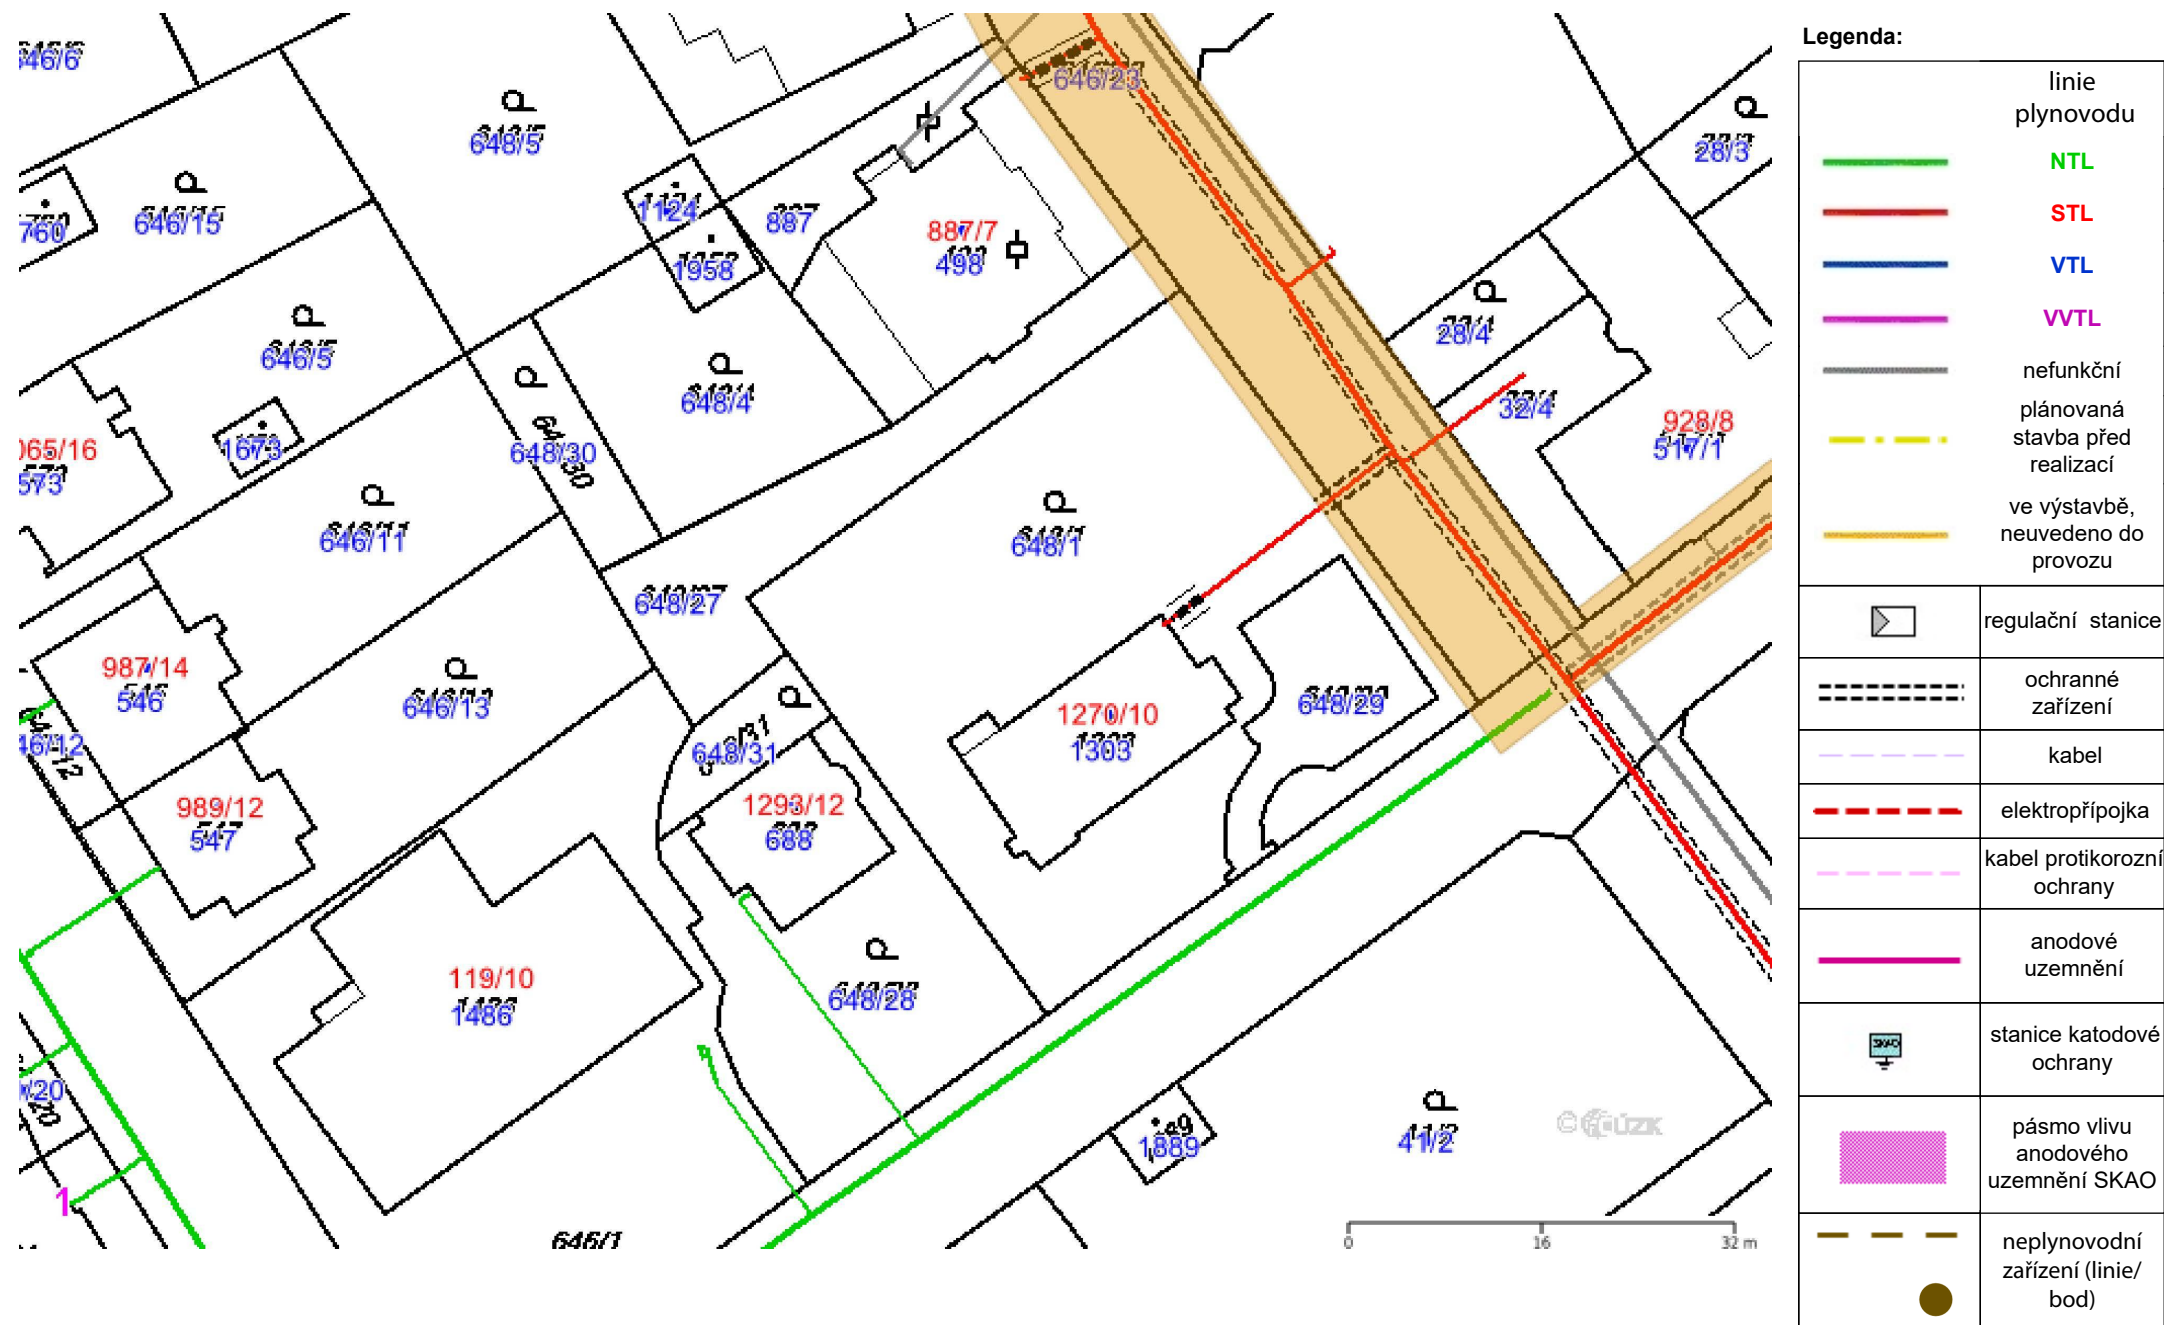 646/23
28/3
648/5
646/15
1124
887
887/7
498
760
1958
28/4
646/5
648/4
32/4
928/8
517/1
065/16
573
1673
648/30
646/11
648/1
648/27
987/14
546
646/13
648/29
1270/10
1303
648/31
46/12
989/12
547
1293/12
688
119/10
1486
648/28
1889
41/2
1
646/1
0 16 32 m
Legenda:
linie
plynovodu
NTL
STL
VTL
VVTL
nefunkční
plánovaná
stavba před
realizací
ve výstavbě,
neuvedeno do
provozu
regulační stanice
ochranné
zařízení
kabel
elektropřípojka
kabel protikorozní
ochrany
anodové
uzemnění
SKAO
stanice katodové
ochrany
pásmo vlivu
anodového
uzemnění SKAO
neplynovodní
zařízení (linie/
bod)